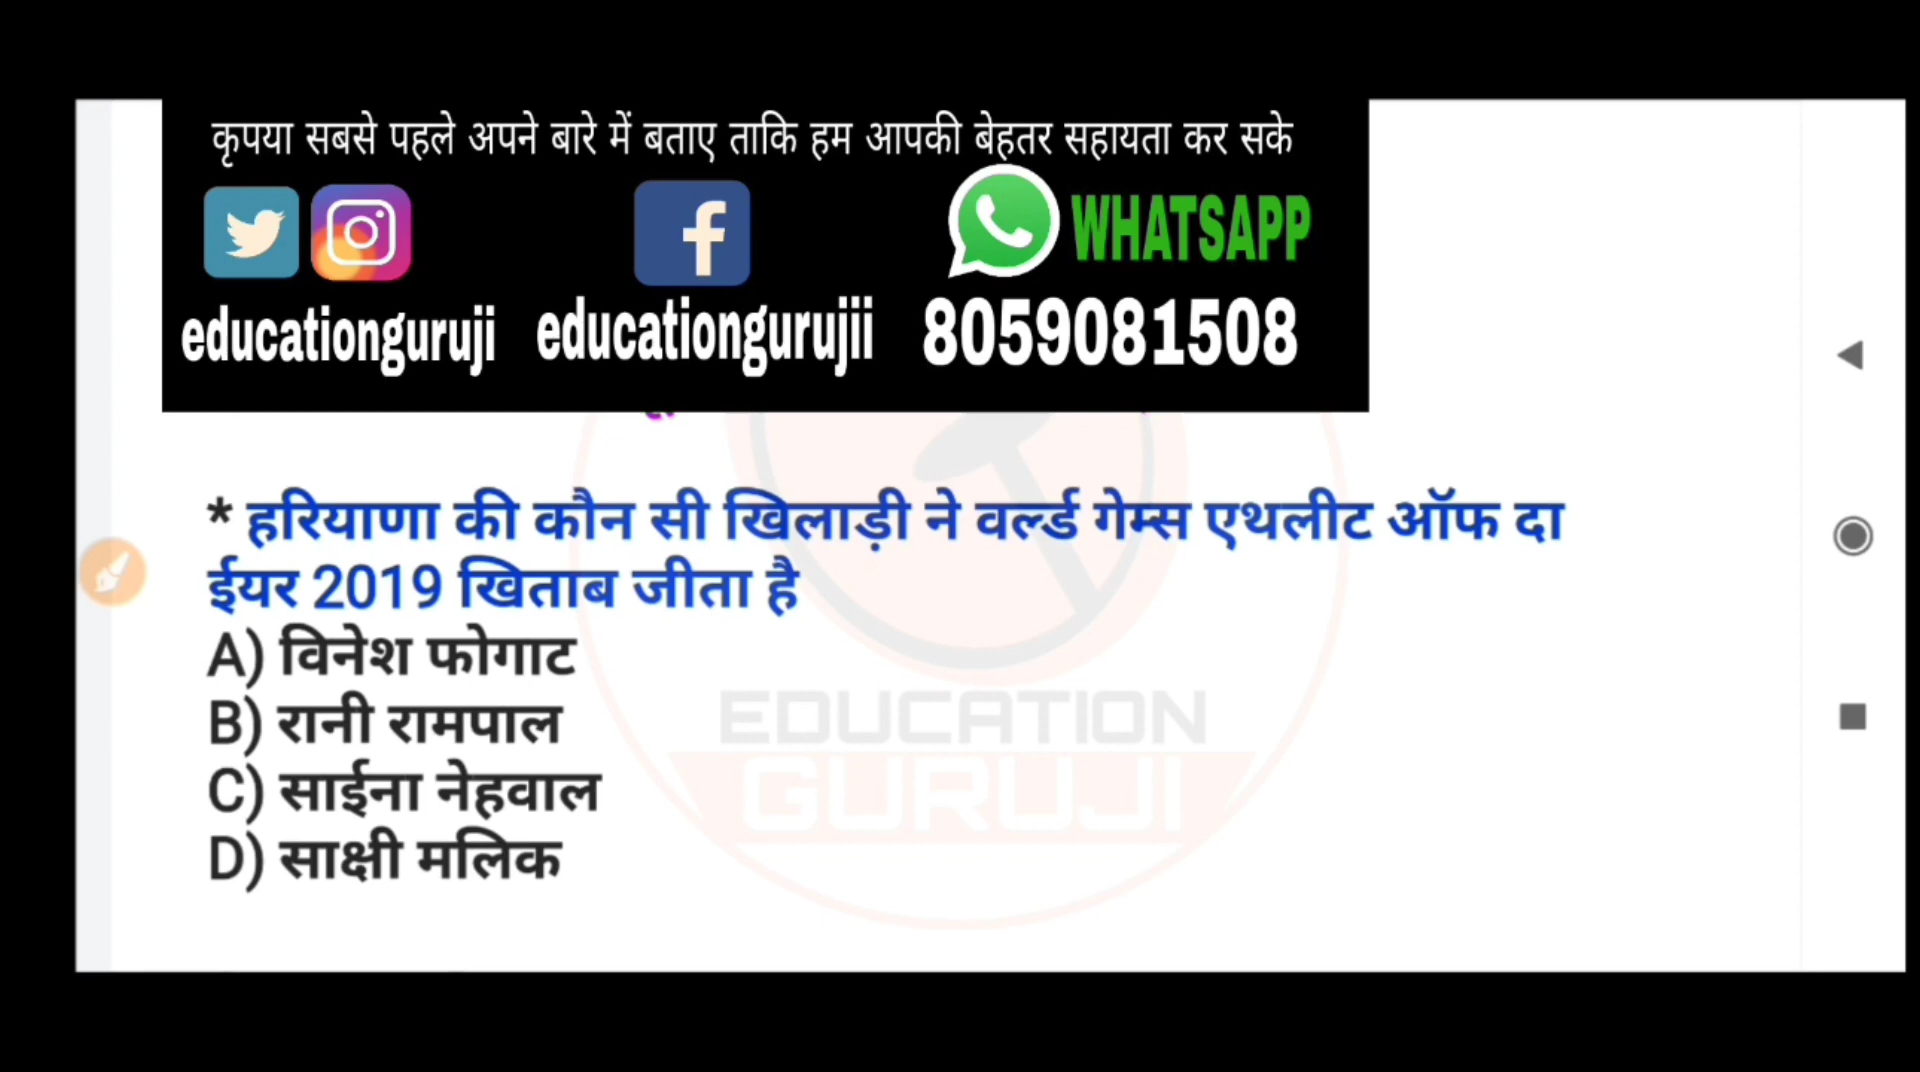 कृपया सबसे पहले अपने बारे में बताए ताकि हम आपकी बेहतर सहायता कर सके
WHATSAPP
educationguruji educationgurujii 8059081508
* हरियाणा की कौन सी खिलाड़ी ने वर्ल्ड गेम्स एथलीट ऑफ दा
ईयर 2019 खिताब जीता है
A) विनेश फोगाट
B) रानी रामपाल
C) साईना नेहवाल
D) साक्षी मलिक
EDUCATION
GURUJI